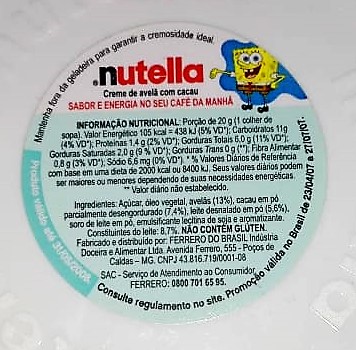 Mantenha fora da geladeira para garantir a cremosidade ideal.
nutella
Creme de avelã com cacau
SABOR E ENERGIA NO SEU CAFÉ DA MANHÃ
INFORMAÇÃO NUTRICIONAL: Porção de 20 g (1 colher de
sopa). Valor Energético 105 kcal = 438 kJ (5% VD*); Carboidratos 11g
(4% VD*); Proteínas 1,4 g (2% VD*); Gorduras Totais 6,0 g (11% VD*);
Gorduras Saturadas 2,0 g (9 % VD*); Gorduras Trans 0 g (**); Fibra Alimentar
0,8 g (3% VD*); Sódio 6,6 mg (0% VD*). * % Valores Diários de Referência
com base em uma dieta de 2000 kcal ou 8400 kJ. Seus valores diários podem
ser maiores ou menores dependendo de suas necessidades energéticas.
** Valor diário não estabelecido.
Ingredientes: Açúcar, óleo vegetal, avelãs (13%), cacau em pó
parcialmente desengordurado (7,4%), leite desnatado em pó (5,6%),
soro de leite em pó, emulsificante lecitina de soja e aromatizante.
Constituintes do leite: 8,7%. NÃO CONTÉM GLÚTEN.
Fabricado e distribuído por: FERRERO DO BRASIL Indústria
Doceira e Alimentar Ltda. Avenida Ferrero, 555 - Poços de
Caldas – MG. CNPJ 43.816.719/0001-08
SAC - Serviço de Atendimento ao Consumidor
FERRERO: 0800 701 65 95.
Consulte regulamento no site. Promoção válida no Brasil de 23/04/07 a 27/07/07.
Produto válido até